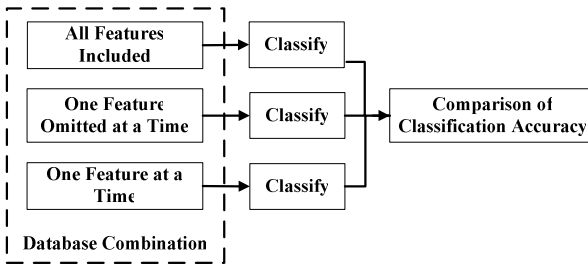 All Features
Included
Classify
One Feature
Omitted at a Time
Classify
Comparison of
Classification Accuracy
One Feature at a
Time
Classify
Database Combination